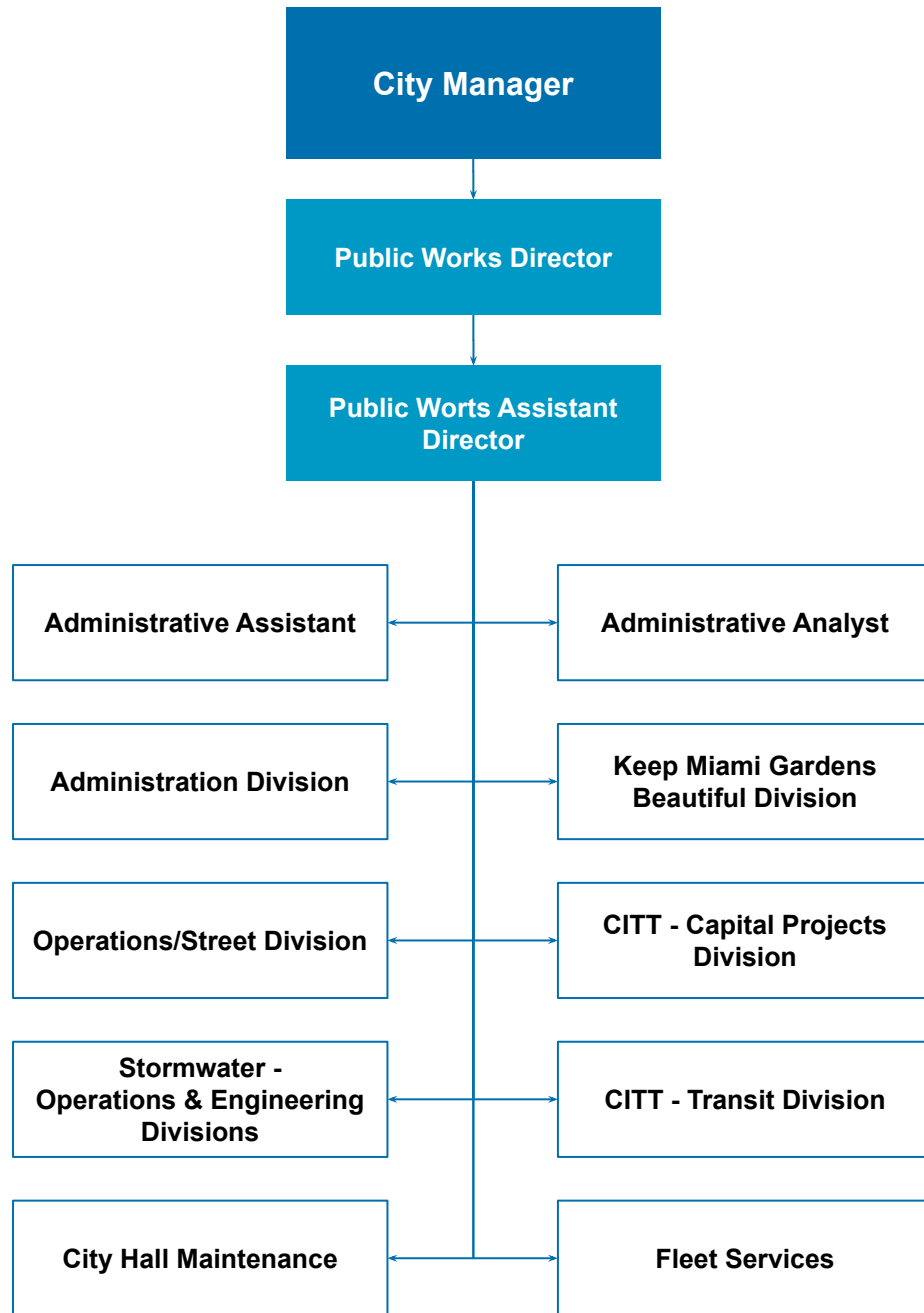 City Manager
Public Works Director
Public Worts Assistant
Director
Administrative Assistant
Administrative Analyst
Administration Division
Keep Miami Gardens
Beautiful Division
Operations/Street Division
CITT - Capital Projects
Division
Stormwater -
Operations & Engineering
Divisions
CITT - Transit Division
City Hall Maintenance
Fleet Services